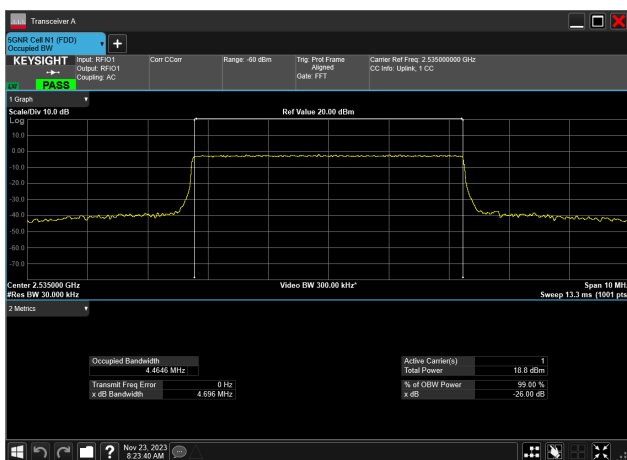 Transceiver A
5GNR Cell N1 (FDD)
Occupied BW
KEYSIGHT
PASS
Input: RFIO1
Output: RFIO1
Coupling: AC
Corr CCorr
Range: -60 dBm
Trig: Prot Frame
Aligned
Gate: FFT
Carrier Ref Freq: 2.535000000 GHz
CC Info: Uplink, 1 CC
1 Graph
Scale/Div 10.0 dB
Ref Value 20.00 dBm
Log
10.0
0.00
-10.0
-20.0
-30.0
-40.0
-50.0
-60.0
-70.0
Center 2.535000 GHz
Video BW 300.00 kHz*
Span 10 MH
#Res BW 30.000 kHz
Sweep 13.3 ms (1001 pts
2 Metrics
Occupied Bandwidth
4.4646 MHz
Transmit Freq Error 0 Hz
x dB Bandwidth 4.696 MHz
Active Carrier(s) 1
Total Power 18.8 dBm
% of OBW Power 99.00 %
x dB -26.00 dB
Nov 23, 2023
8:23:40 AM